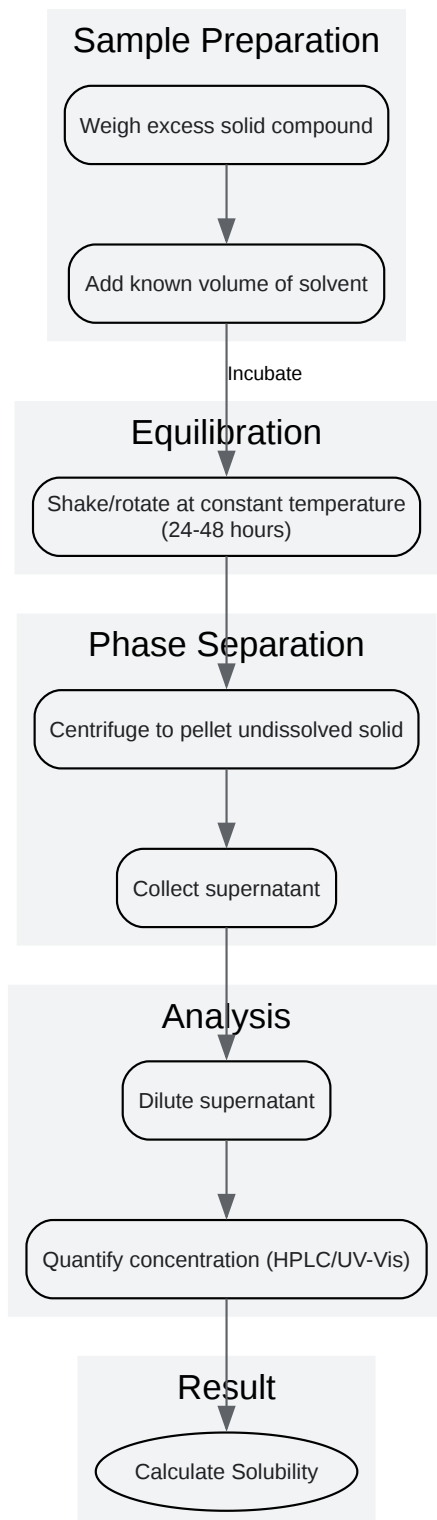 Sample Preparation
Weigh excess solid compound
Add known volume of solvent
Incubate
Equilibration
Shake/rotate at constant temperature
(24-48 hours)
Phase Separation
Centrifuge to pellet undissolved solid
Collect supernatant
Analysis
Dilute supernatant
Quantify concentration (HPLC/UV-Vis)
Result
Calculate Solubility